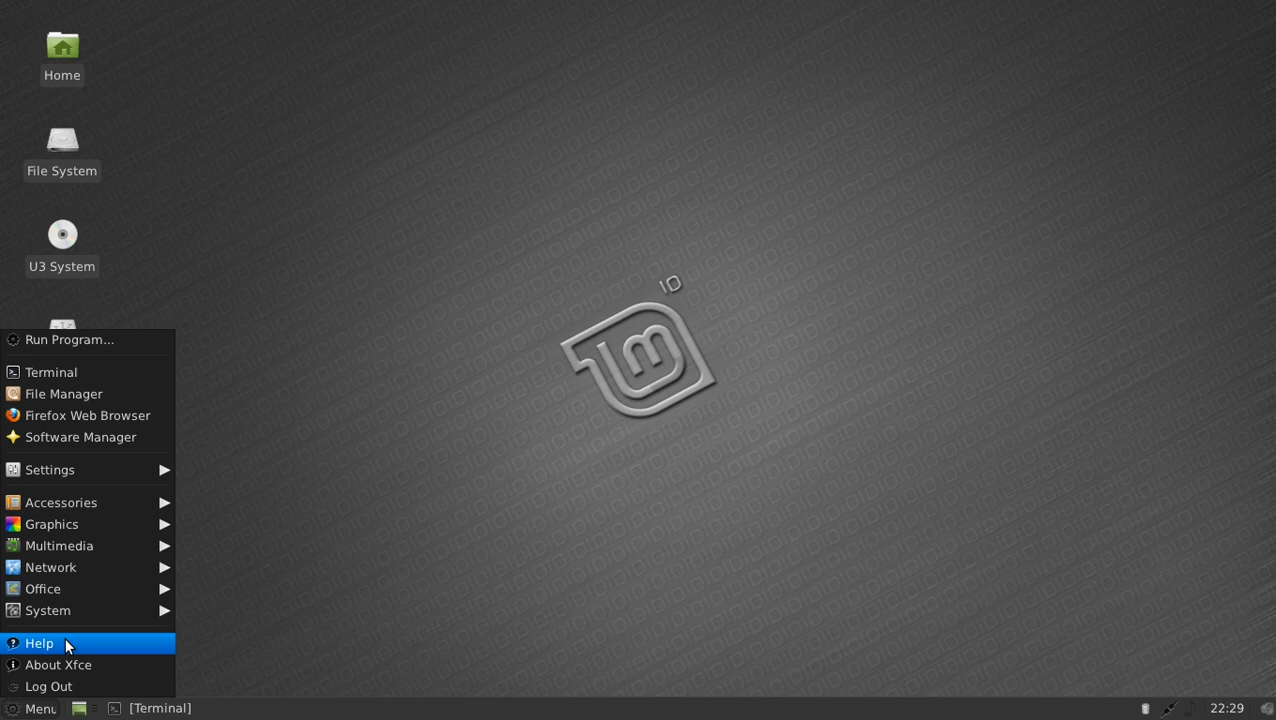 Home
File System
U3 System
Run Program...
Terminal
File Manager
Firefox Web Browser
Software Manager
Settings
Accessories
Graphics
Multimedia
Network
Office
System
Help
About Xfce
Log Out
Menu
[Terminal]
22:29
10